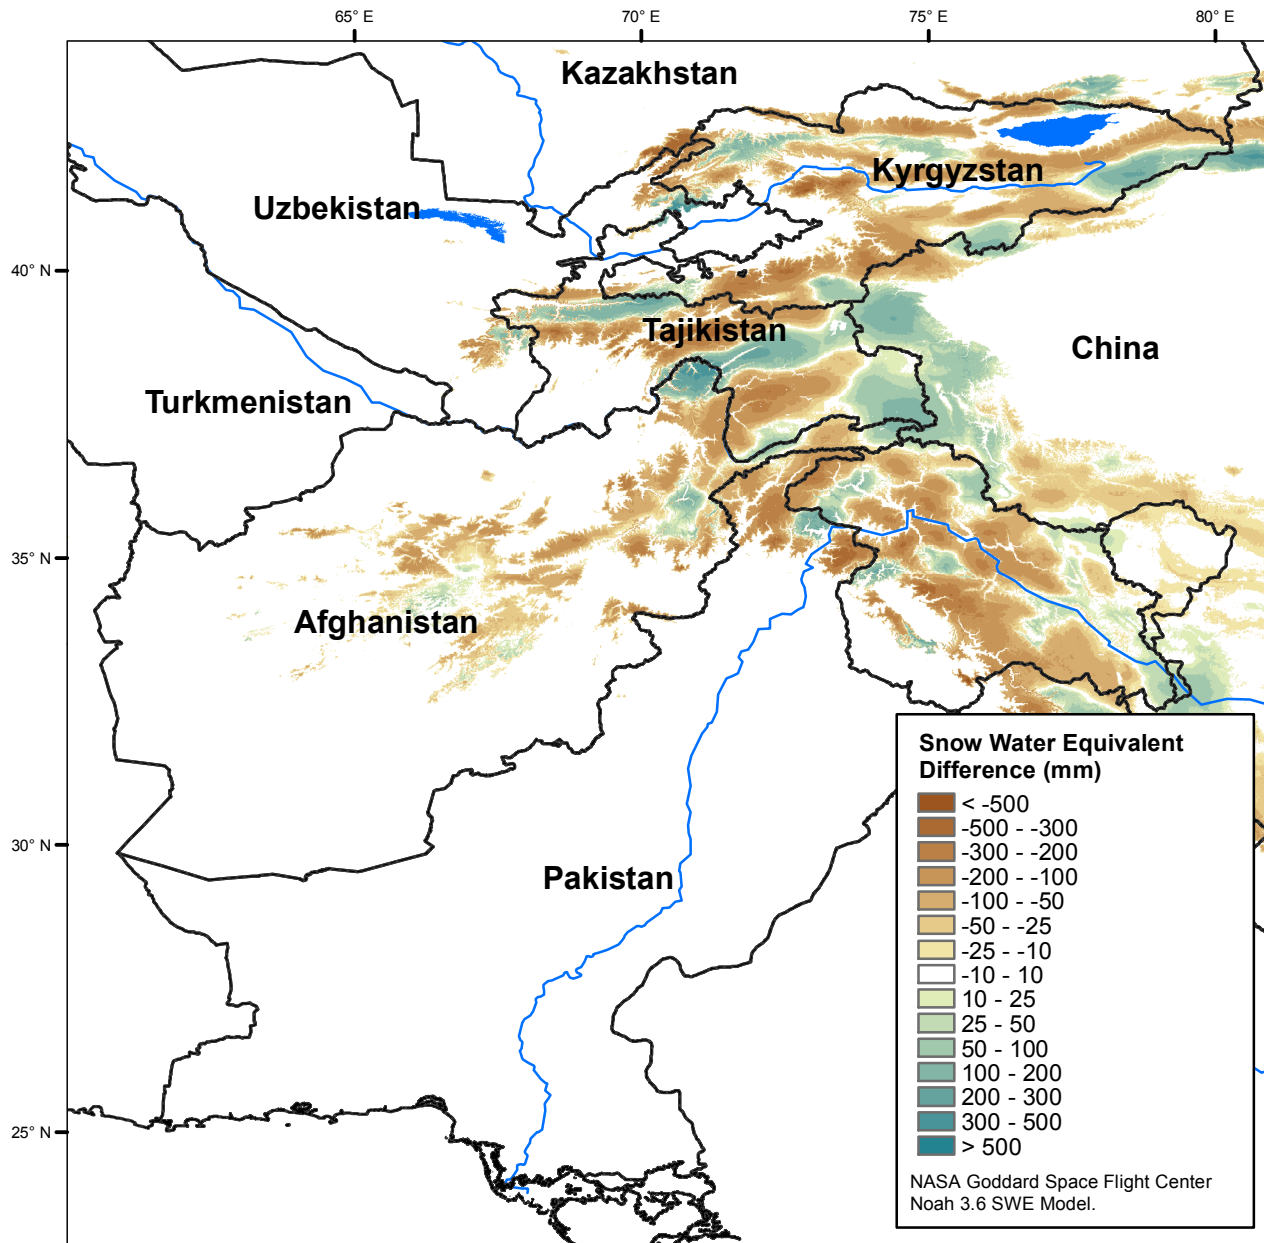 65° E
70° E
75° E
80° E
Kazakhstan
Kyrgyzstan
Uzbekistan
40° N
Tajikistan
China
Turkmenistan
35° N
Afghanistan
30° N
Pakistan
25° N
Snow Water Equivalent
Difference (mm)
< -500
-500 - -300
-300 - -200
-200 - -100
-100 - -50
-50 - -25
-25 - -10
-10 - 10
10 - 25
25 - 50
50 - 100
100 - 200
200 - 300
300 - 500
> 500
NASA Goddard Space Flight Center
Noah 3.6 SWE Model.